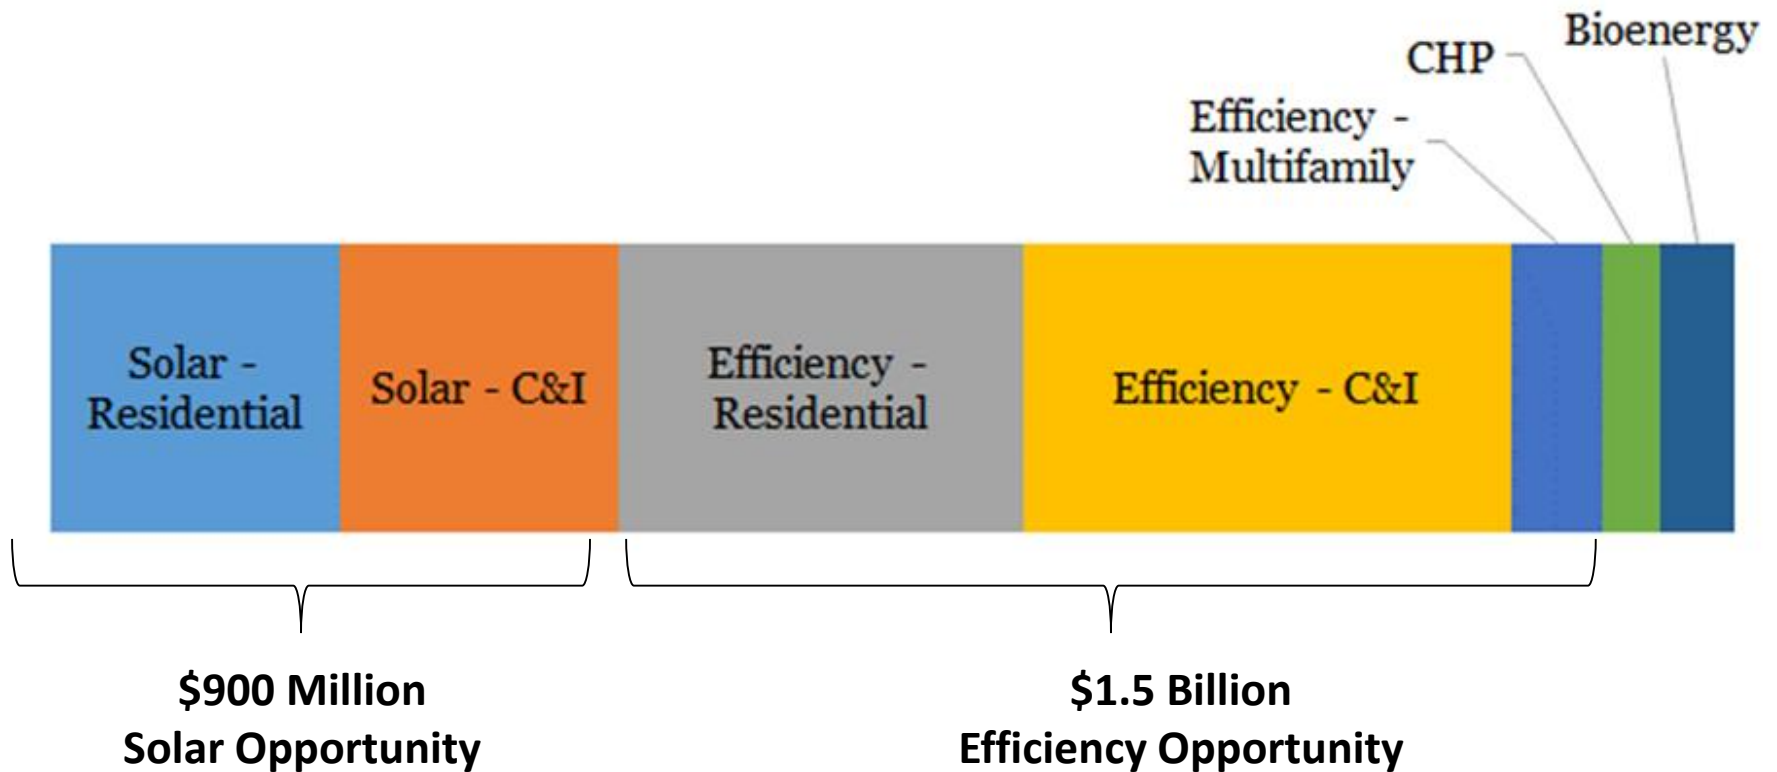 Bioenergy
CHP
Efficiency -
Multifamily
Solar -
Residential
Solar - C&I
Efficiency -
Residential
Efficiency - C&I
$900 Million
Solar Opportunity
$1.5 Billion
Efficiency Opportunity